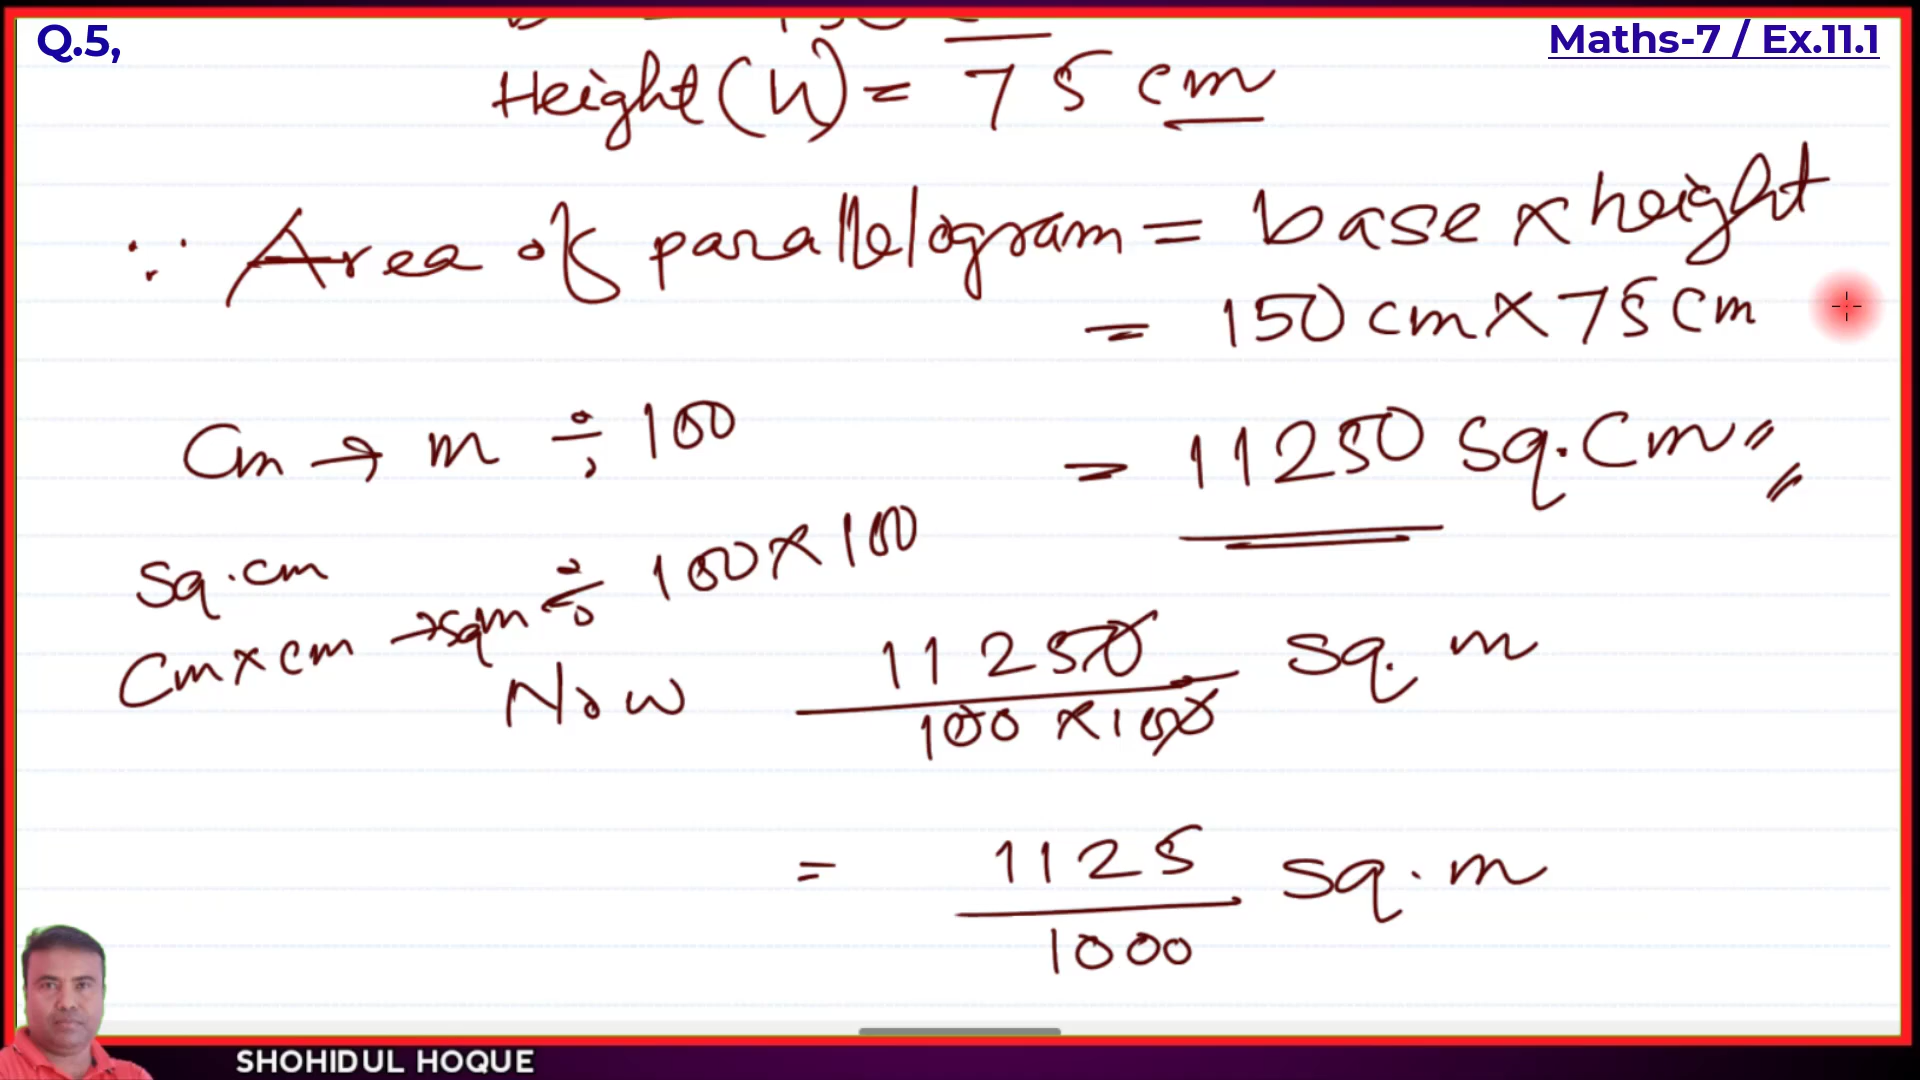 Q.5,
Maths-7 / Ex.11.1
Height (h) = 75 cm
∵ Area of parallelogram = base × height
= 150 cm × 75 cm
cm → m ÷ 100
= 11250 sq. cm
sq. cm
cm × cm → sqm ÷ 100 × 100
Now 11250 / 100 × 100 sq. m
= 1125 / 1000 sq. m
SHOHIDUL HOQUE